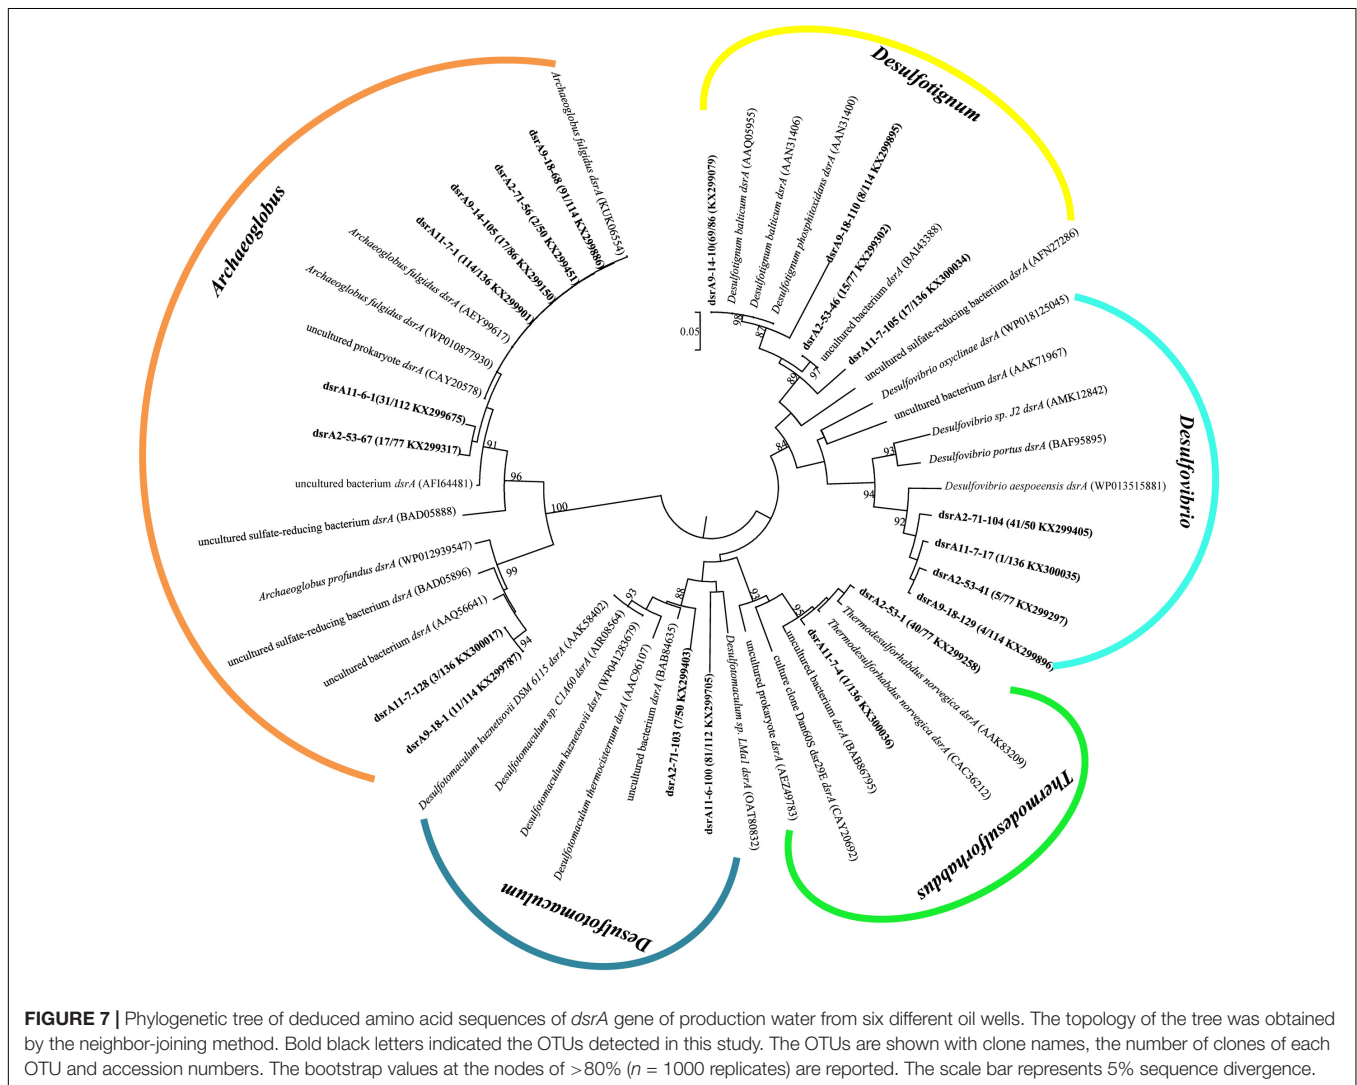 Desulfotignum
dsrA9-14-10(69/86 (KX299079)
Desulfotignum balticum dsrA (AAQ05955)
Desulfotignum balticum dsrA (AAN31406)
Desulfotignum phosphitoxidans dsrA (AAN31400)
dsrA9-18-110 (8/114 KX299895)
dsrA2-53-46 (15/77 KX299302)
uncultured bacterium dsrA (BAI43388)
dsrA11-7-105 (17/136 KX300034)
uncultured sulfate-reducing bacterium dsrA (AFN27286)
98
87
97
89
84
0.05
Desulfovibrio
Desulfovibrio oxyclinae dsrA (WP018125045)
uncultured bacterium dsrA (AAK71967)
Desulfovibrio sp. J2 dsrA (AMK12842)
Desulfovibrio portus dsrA (BAF95895)
Desulfovibrio aespoeensis dsrA (WP013515881)
dsrA2-71-104 (41/50 KX299405)
dsrA11-7-17 (1/136 KX300035)
dsrA2-53-41 (5/77 KX299297)
dsrA9-18-129 (4/114 KX299896)
93
94
92
Thermodesulforhabdus
dsrA2-53-1 (40/77 KX299258)
Thermodesulforhabdus norvegica dsrA (AAK83209)
Thermodesulforhabdus norvegica dsrA (CAC36212)
dsrA11-7-4 (1/136 KX300036)
uncultured bacterium dsrA (BAB86795)
culture clone Dan60S dsr29E dsrA (CAY20692)
uncultured prokaryote dsrA (AEZ49783)
95
Desulfotomaculum
Desulfotomaculum sp. LMa1 dsrA (OAT80832)
dsrA11-6-100 (81/112 KX299705)
dsrA2-71-103 (7/50 KX299403)
uncultured bacterium dsrA (BAB84635)
Desulfotomaculum thermocisternum dsrA (AAC96107)
Desulfotomaculum kuznetsovii dsrA (WP041283679)
Desulfotomaculum sp. C1A60 dsrA (AIR08564)
Desulfotomaculum kuznetsovii DSM 6115 dsrA (AAK58402)
88
93
Archaeoglobus
dsrA9-18-1 (11/114 KX299787)
dsrA11-7-128 (3/136 KX300017)
uncultured bacterium dsrA (AAQ56641)
uncultured sulfate-reducing bacterium dsrA (BAD05896)
Archaeoglobus profundus dsrA (WP012939547)
uncultured sulfate-reducing bacterium dsrA (BAD05888)
uncultured bacterium dsrA (AFI64481)
dsrA2-53-67 (17/77 KX299317)
dsrA11-6-1(31/112 KX299675)
uncultured prokaryote dsrA (CAY20578)
Archaeoglobus fulgidus dsrA (WP010877930)
Archaeoglobus fulgidus dsrA (AEY99617)
dsrA11-7-1 (114/136 KX299901)
dsrA9-14-105 (17/86 KX299150)
dsrA2-71-56 (2/50 KX299451)
dsrA9-18-68 (91/114 KX299886)
Archaeoglobus fulgidus dsrA (KUK06554)
91
96
100
99
94
FIGURE 7 | Phylogenetic tree of deduced amino acid sequences of dsrA gene of production water from six different oil wells. The topology of the tree was obtained
by the neighbor-joining method. Bold black letters indicated the OTUs detected in this study. The OTUs are shown with clone names, the number of clones of each
OTU and accession numbers. The bootstrap values at the nodes of >80% (n = 1000 replicates) are reported. The scale bar represents 5% sequence divergence.